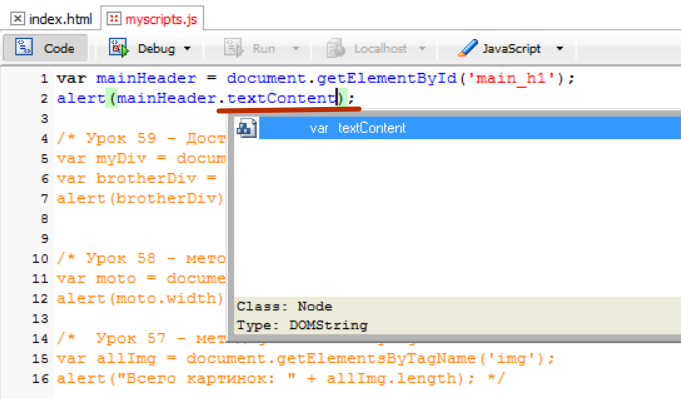 index.html myscripts.js
Code Debug Run Localhost JavaScript
1 var mainHeader = document.getElementById('main_h1');
2 alert(mainHeader.textContent);
3
4 /* Урок 59 - Дост
5 var myDiv = docum
6 var brotherDiv =
7 alert(brotherDiv)
8
9
10 /* Урок 58 - мето
11 var moto = docume
12 alert(moto.width)
13
14 /*  Урок 57 - мет
15 var allImg = document.getElementsByTagName('img');
16 alert("Всего картинок: " + allImg.length); */
var textContent
Class: Node
Type: DOMString